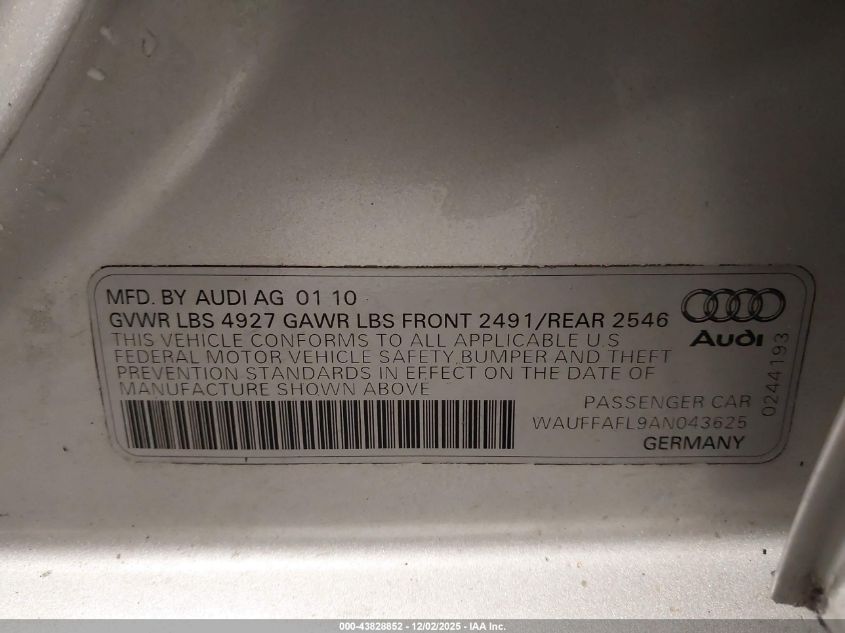 MFD. BY AUDI AG 01 10
GVWR LBS 4927 GAWR LBS FRONT 2491/REAR 2546
THIS VEHICLE CONFORMS TO ALL APPLICABLE U.S
FEDERAL MOTOR VEHICLE SAFETY, BUMPER AND THEFT
PREVENTION STANDARDS IN EFFECT ON THE DATE OF
MANUFACTURE SHOWN ABOVE
Audi
0244193
PASSENGER CAR
WAUFFAFL9AN043625
GERMANY
000-43828852 - 12/02/2025 - IAA Inc.